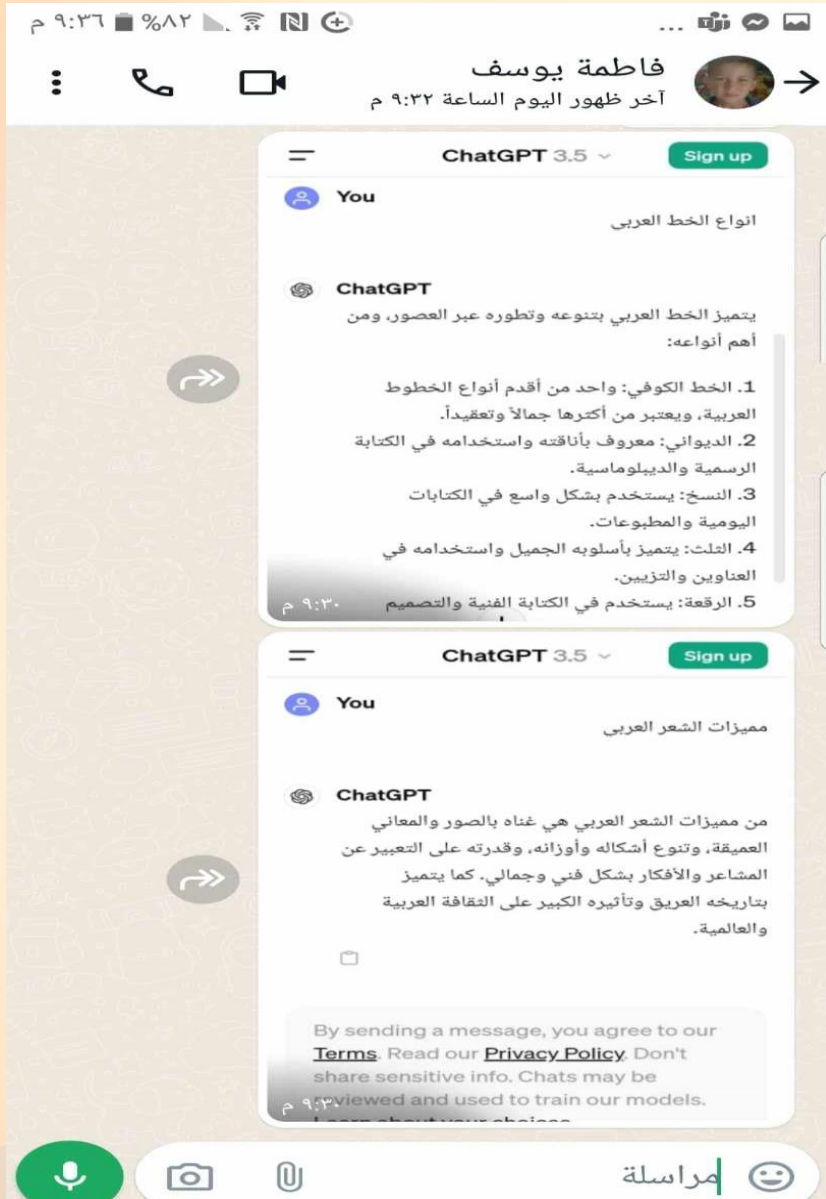 ٩:٣٦ م ٨٢%
...
فاطمة يوسف
آخر ظهور اليوم الساعة ٩:٣٢ م
ChatGPT 3.5
Sign up
You
انواع الخط العربي
ChatGPT
يتميز الخط العربي بتنوعه وتطوره عبر العصور، ومن
أهم أنواعه:
1. الخط الكوفي: واحد من أقدم أنواع الخطوط
العربية، ويعتبر من أكثرها جمالاً وتعقيداً.
2. الديواني: معروف بأناقته واستخدامه في الكتابة
الرسمية والديبلوماسية.
3. النسخ: يستخدم بشكل واسع في الكتابات
اليومية والمطبوعات.
4. الثلث: يتميز بأسلوبه الجميل واستخدامه في
العناوين والتزيين.
5. الرقعة: يستخدم في الكتابة الفنية والتصميم
٩:٣٠ م
ChatGPT 3.5
Sign up
You
مميزات الشعر العربي
ChatGPT
من مميزات الشعر العربي هي غناه بالصور والمعاني
العميقة، وتنوع أشكاله وأوزانه، وقدرته على التعبير عن
المشاعر والأفكار بشكل فني وجمالي. كما يتميز
بتاريخه العريق وتأثيره الكبير على الثقافة العربية
والعالمية.
By sending a message, you agree to our
Terms. Read our Privacy Policy. Don't
share sensitive info. Chats may be
reviewed and used to train our models.
Learn about your choices
٩:٣٠ م
مراسلة